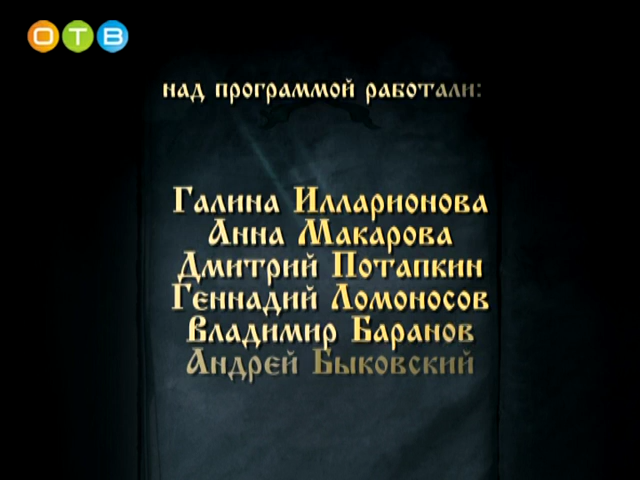 ОТВ
над программой работали:
Галина Илларионова
Анна Макарова
Дмитрий Потапкин
Геннадий Ломоносов
Владимир Баранов
Андрей Быковский